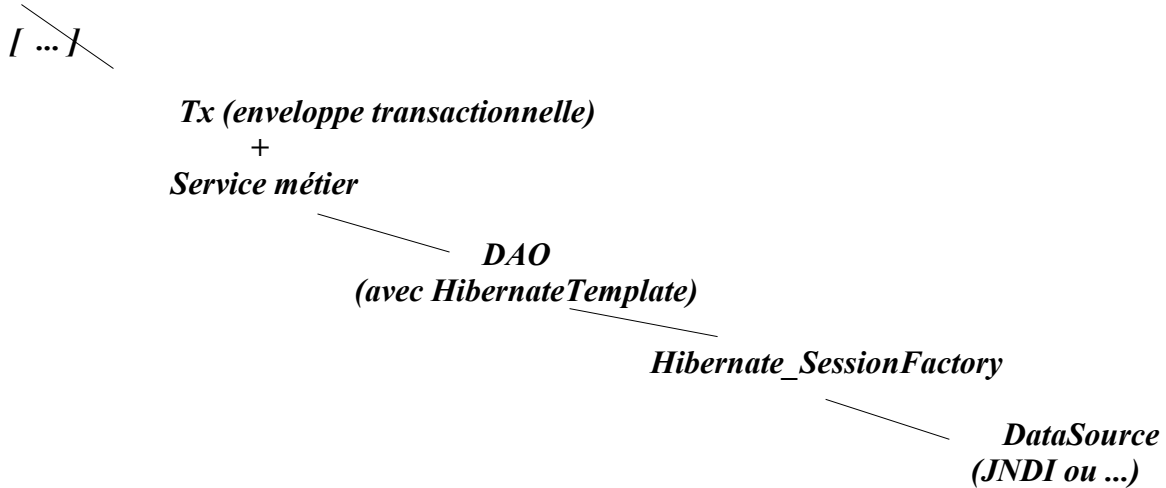 [ ... ]
Tx (enveloppe transactionnelle)
+
Service métier
DAO
(avec HibernateTemplate)
Hibernate_SessionFactory
DataSource
(JNDI ou ...)